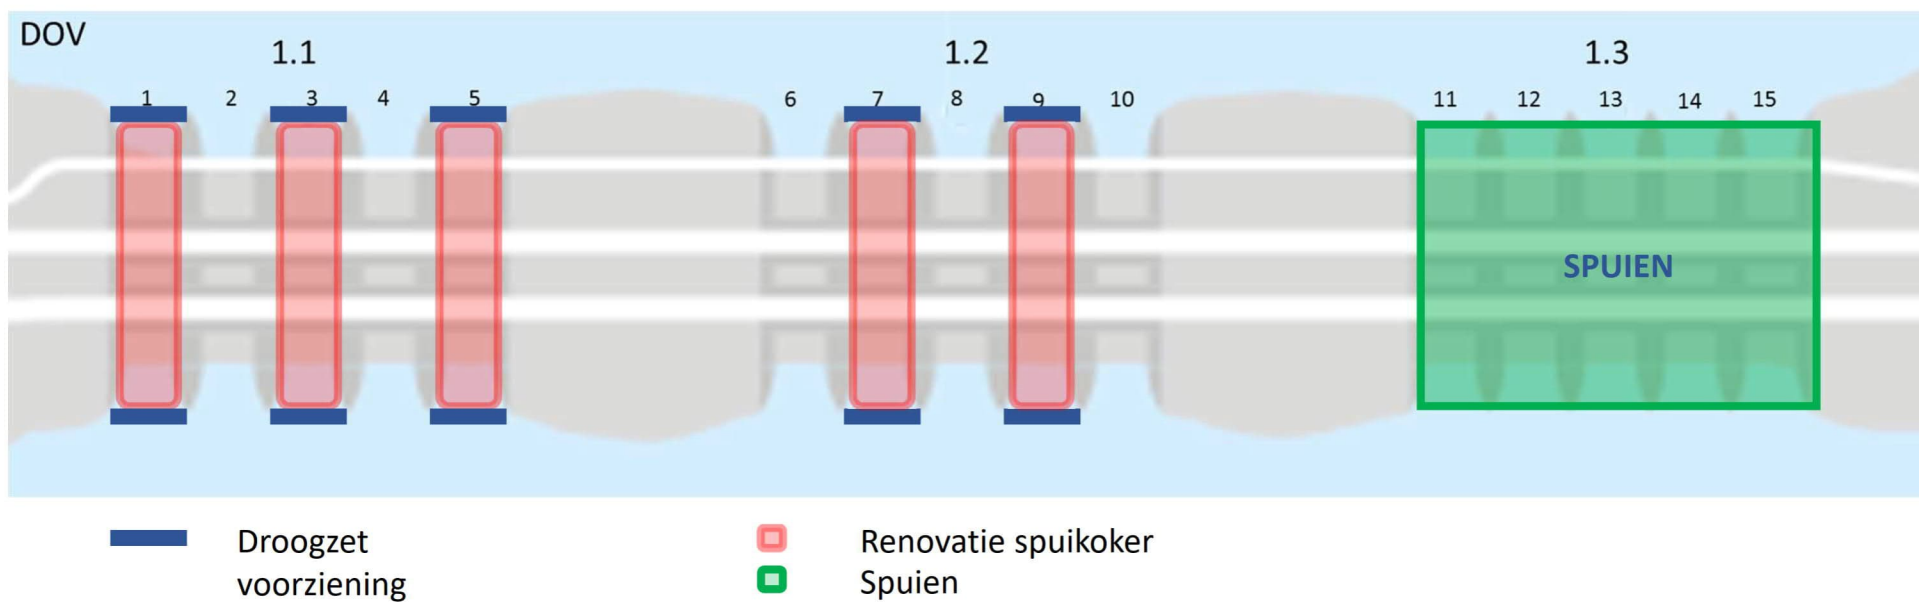 DOV
1.1 1.2 1.3
1 2 3 4 5 6 7 8 9 10 11 12 13 14 15
SPUIEN
Droogzet
voorziening
Renovatie spuikoker
Spuien